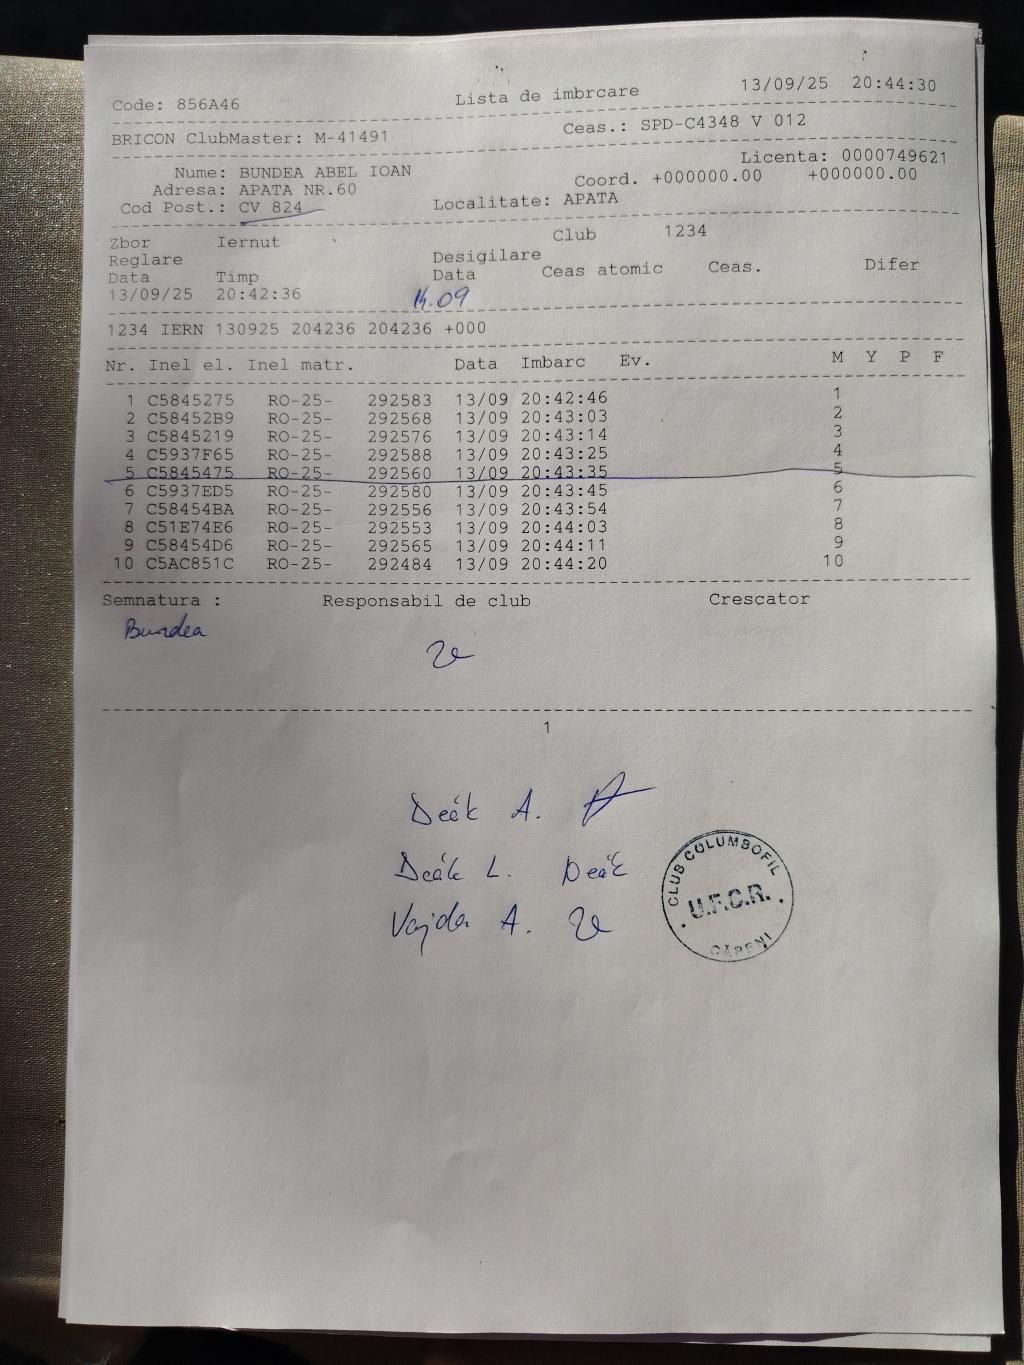 Code: 856A46 Lista de imbrcare 13/09/25 20:44:30
BRICON ClubMaster: M-41491 Ceas.: SPD-C4348 V 012
Nume: BUNDEA ABEL IOAN Licenta: 0000749621
Adresa: APATA NR.60 Coord. +000000.00 +000000.00
Cod Post.: CV 824 Localitate: APATA
Zbor Iernut Club 1234
Reglare Desigilare
Data Timp Data Ceas atomic Ceas. Difer
13/09/25 20:42:36 14.09
1234 IERN 130925 204236 204236 +000
Nr. Inel el. Inel matr. Data Imbarc Ev. M Y P F
1 C5845275 RO-25- 292583 13/09 20:42:46 1
2 C58452B9 RO-25- 292568 13/09 20:43:03 2
3 C5845219 RO-25- 292576 13/09 20:43:14 3
4 C5937F65 RO-25- 292588 13/09 20:43:25 4
5 C5845475 RO-25- 292560 13/09 20:43:35 5
6 C5937ED5 RO-25- 292580 13/09 20:43:45 6
7 C58454BA RO-25- 292556 13/09 20:43:54 7
8 C51E74E6 RO-25- 292553 13/09 20:44:03 8
9 C58454D6 RO-25- 292565 13/09 20:44:11 9
10 C5AC851C RO-25- 292484 13/09 20:44:20 10
Semnatura : Responsabil de club Crescator
Bundea
1
Deák A.
Deák L. Deák
Vajda A.
CLUB COLUMBOFIL
U.F.C.R.
CĂPENI